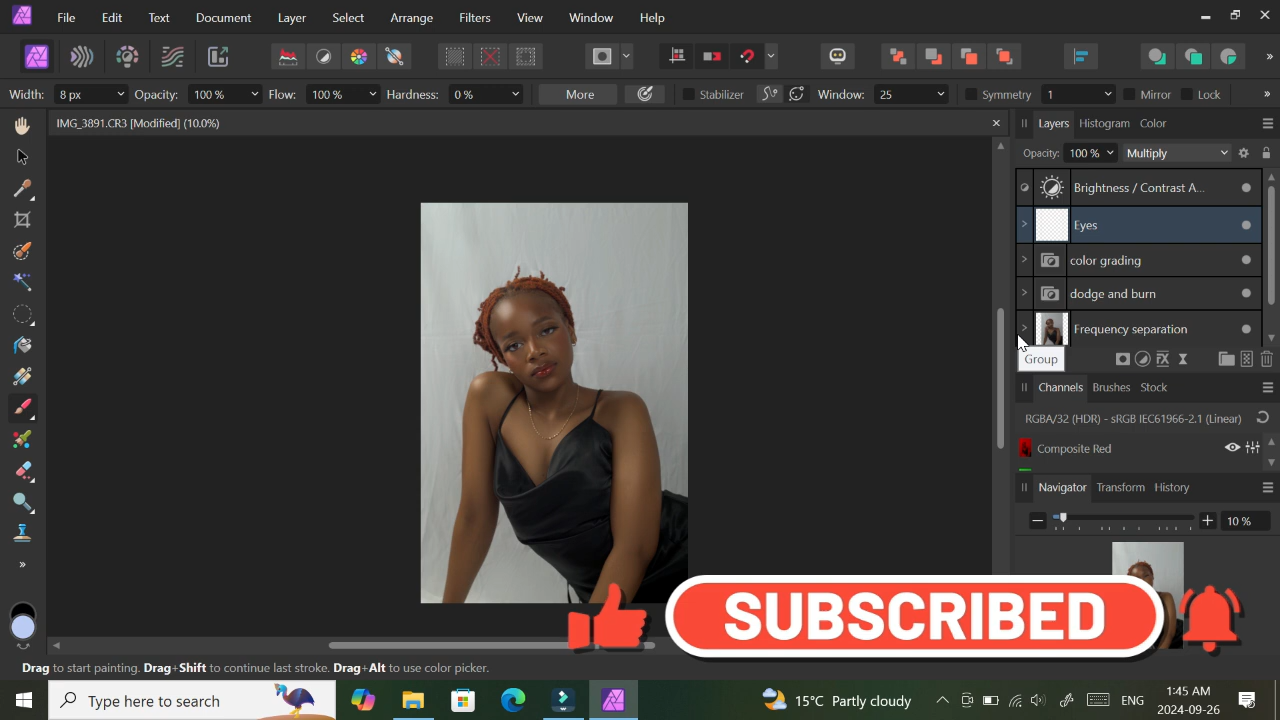 File Edit Text Document Layer Select Arrange Filters View Window Help
Width: 8 px Opacity: 100 % Flow: 100 % Hardness: 0 % More Stabilizer Window: 25 Symmetry 1 Mirror Lock
IMG_3891.CR3 [Modified] (10.0%)
Layers Histogram Color
Opacity: 100 % Multiply
Brightness / Contrast A...
Eyes
color grading
dodge and burn
Frequency separation
Group
Channels Brushes Stock
RGBA/32 (HDR) - sRGB IEC61966-2.1 (Linear)
Composite Red
Navigator Transform History
10 %
SUBSCRIBED
Drag to start painting. Drag+Shift to continue last stroke. Drag+Alt to use color picker.
Type here to search
15°C Partly cloudy
ENG
1:45 AM
2024-09-26